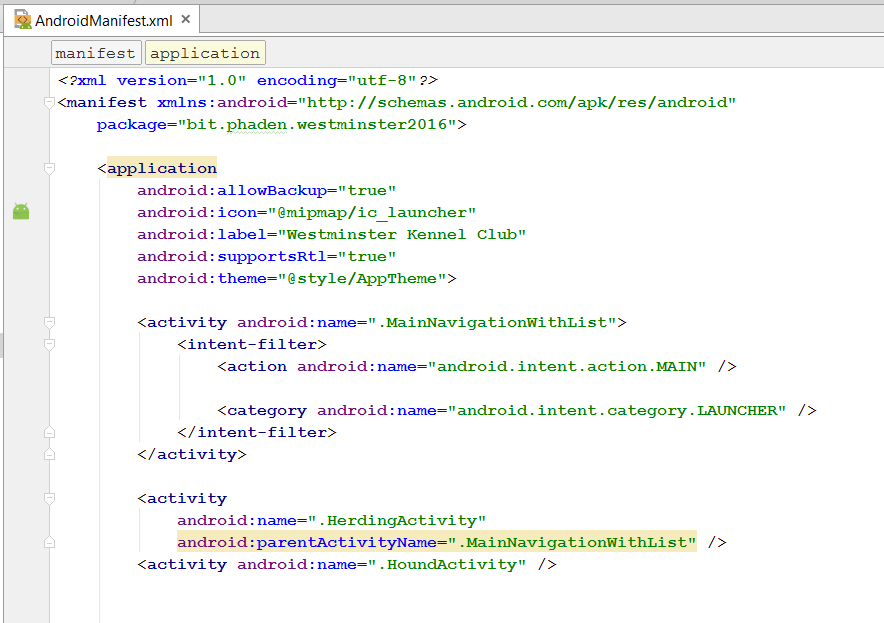 AndroidManifest.xml
manifest application
<?xml version="1.0" encoding="utf-8"?>
<manifest xmlns:android="http://schemas.android.com/apk/res/android"
    package="bit.phaden.westminster2016">
    <application
        android:allowBackup="true"
        android:icon="@mipmap/ic_launcher"
        android:label="Westminster Kennel Club"
        android:supportsRtl="true"
        android:theme="@style/AppTheme">
        <activity android:name=".MainNavigationWithList">
            <intent-filter>
                <action android:name="android.intent.action.MAIN" />
                <category android:name="android.intent.category.LAUNCHER" />
            </intent-filter>
        </activity>
        <activity
            android:name=".HerdingActivity"
            android:parentActivityName=".MainNavigationWithList" />
        <activity android:name=".HoundActivity" />